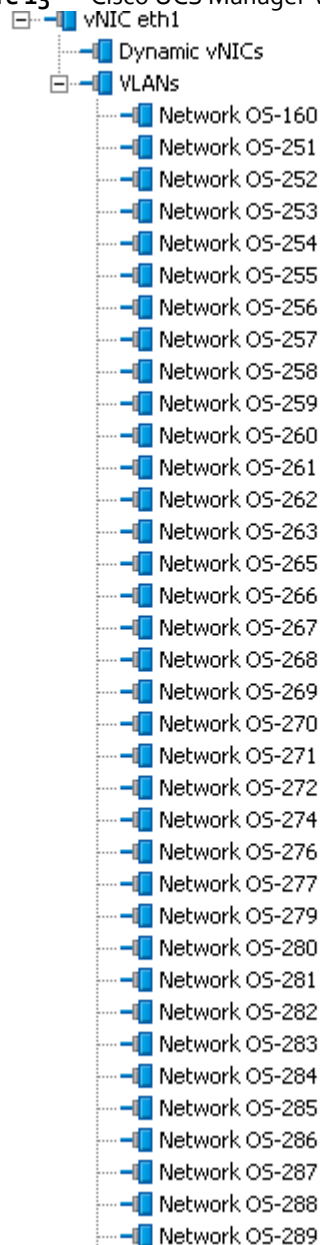 Cisco UCS Manager
vNIC eth1
Dynamic vNICs
VLANs
Network OS-160
Network OS-251
Network OS-252
Network OS-253
Network OS-254
Network OS-255
Network OS-256
Network OS-257
Network OS-258
Network OS-259
Network OS-260
Network OS-261
Network OS-262
Network OS-263
Network OS-265
Network OS-266
Network OS-267
Network OS-268
Network OS-269
Network OS-270
Network OS-271
Network OS-272
Network OS-274
Network OS-276
Network OS-277
Network OS-279
Network OS-280
Network OS-281
Network OS-282
Network OS-283
Network OS-284
Network OS-285
Network OS-286
Network OS-287
Network OS-288
Network OS-289